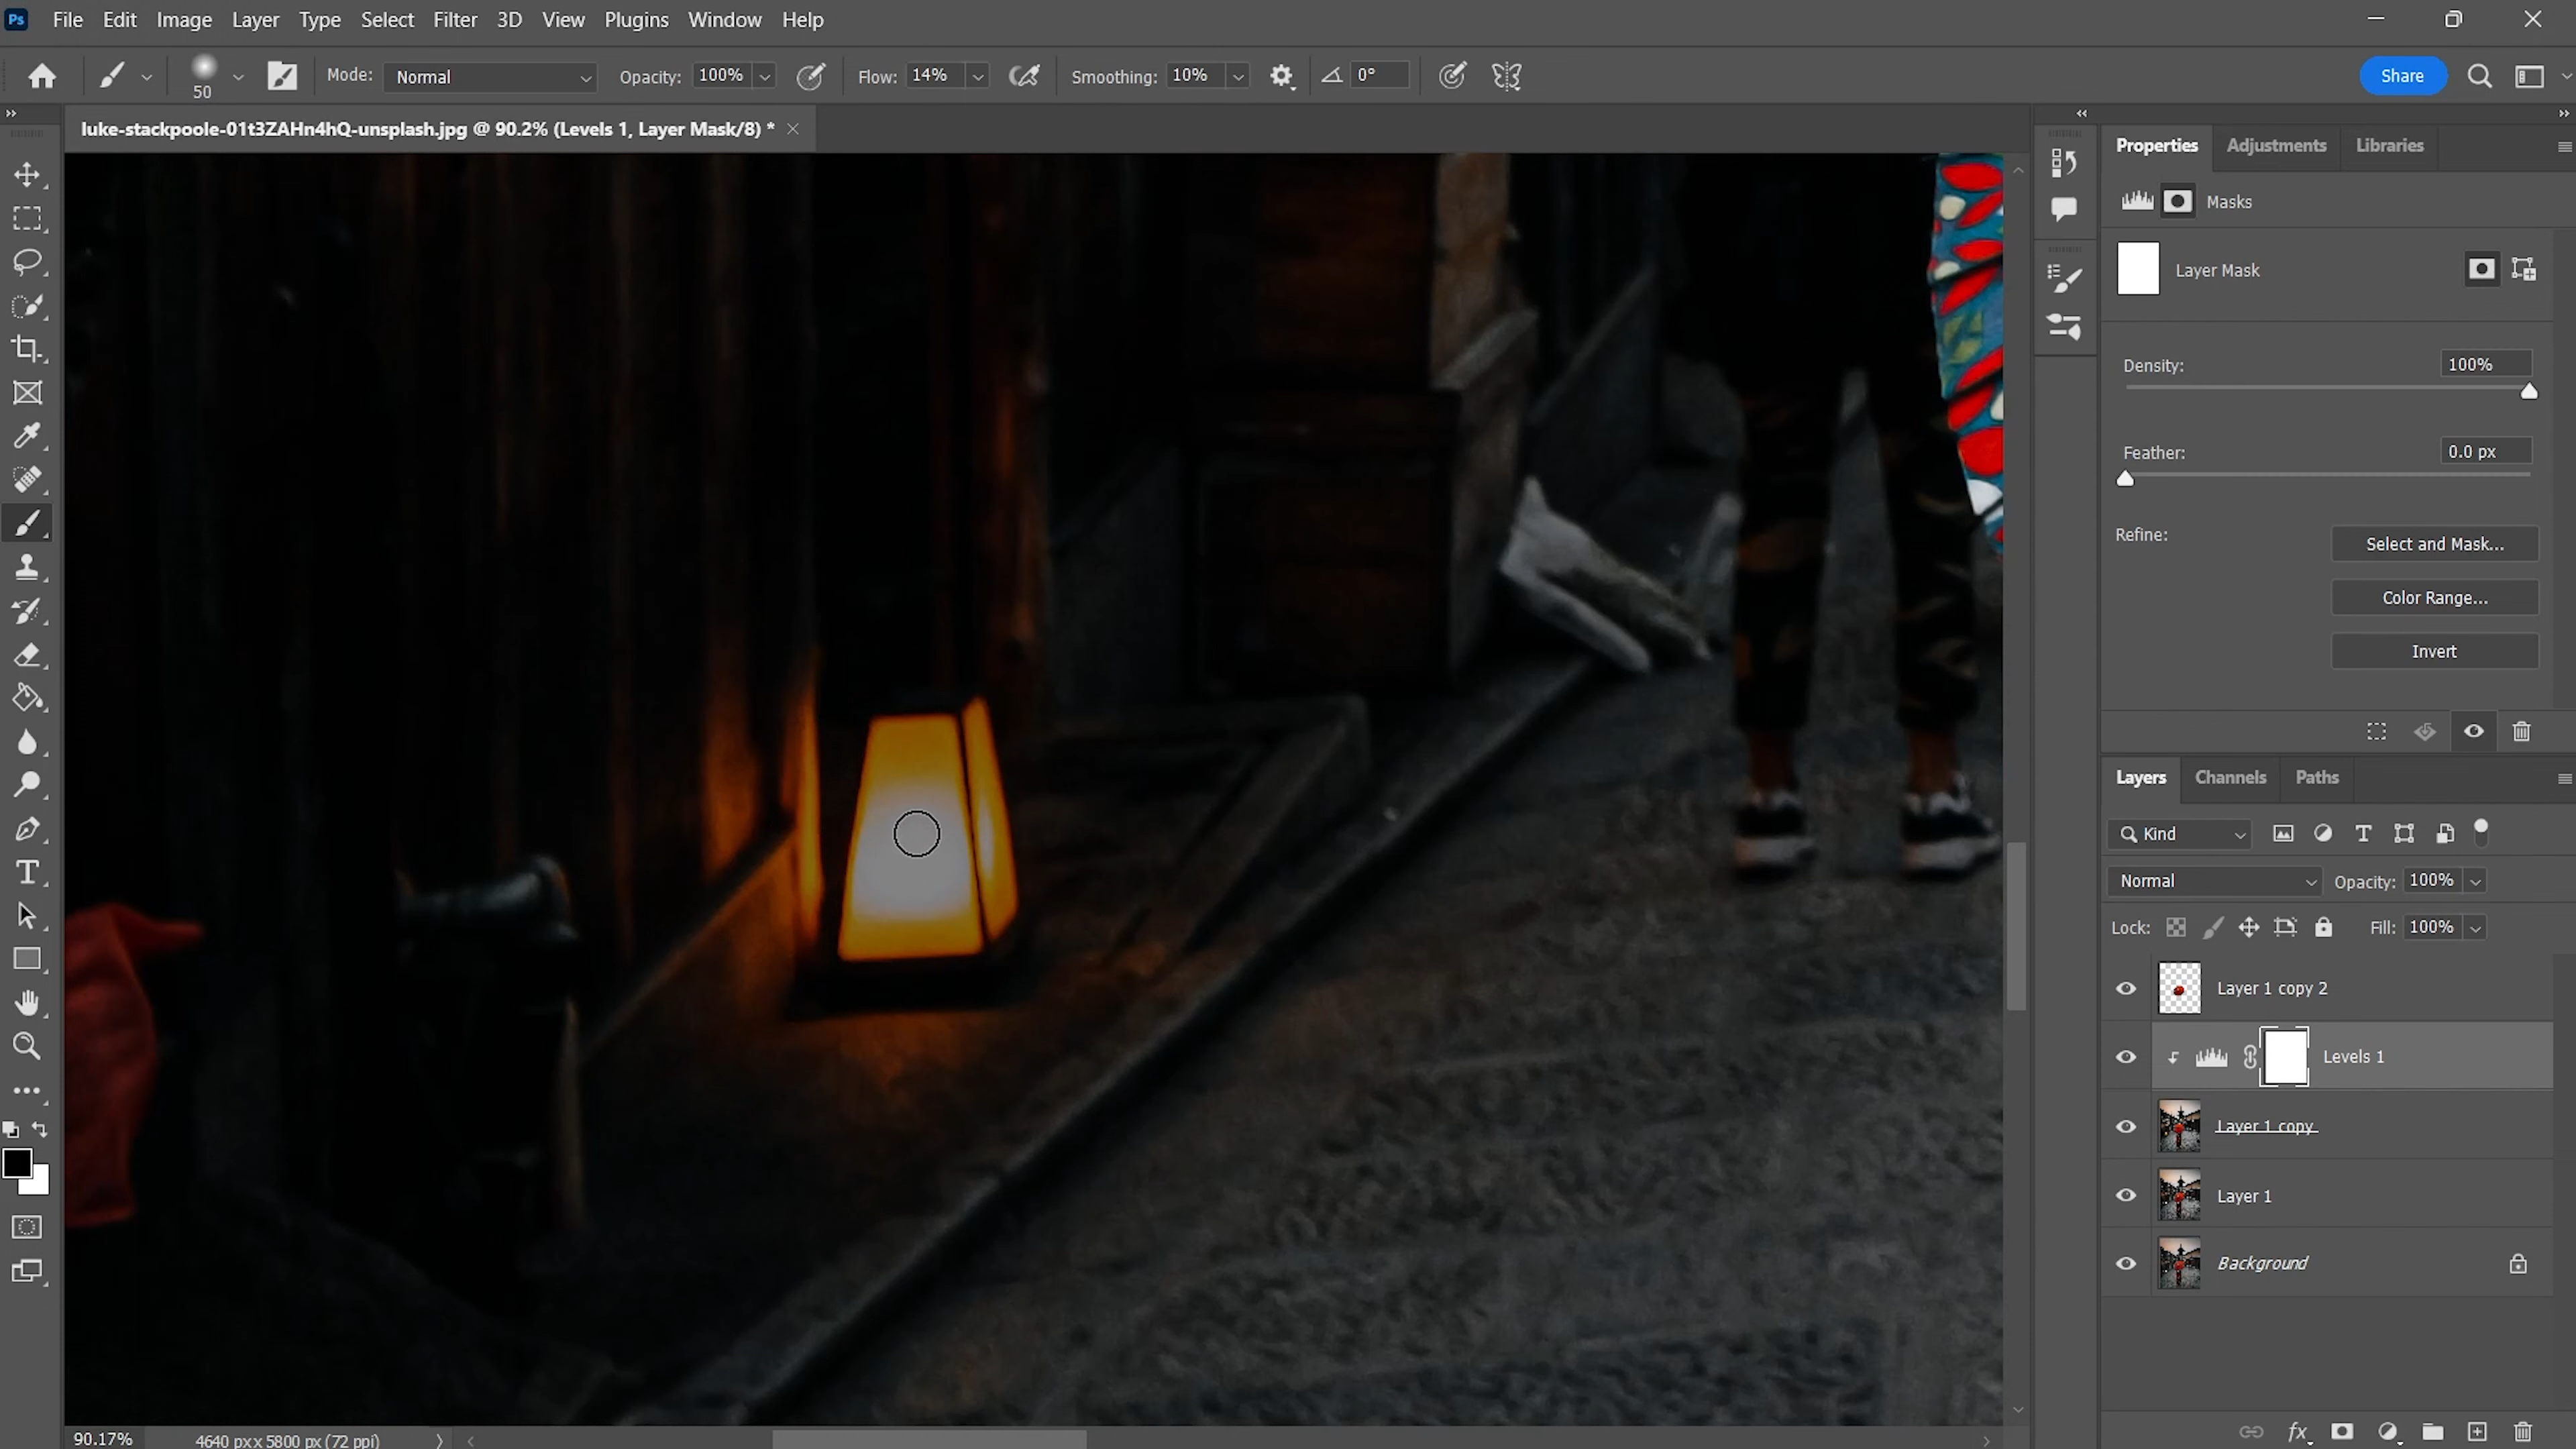 Ps File Edit Image Layer Type Select Filter 3D View Plugins Window Help
50 Mode: Normal Opacity: 100% Flow: 14% Smoothing: 10% 0° Share
luke-stackpoole-01t3ZAHn4hQ-unsplash.jpg @ 90.2% (Levels 1, Layer Mask/8) *
Properties Adjustments Libraries
Masks
Layer Mask
Density: 100%
Feather: 0.0 px
Refine: Select and Mask...
Color Range...
Invert
Layers Channels Paths
Kind
Normal Opacity: 100%
Lock: Fill: 100%
Layer 1 copy 2
Levels 1
Layer 1 copy
Layer 1
Background
fx
90.17% 4640 px x 5800 px (72 ppi)